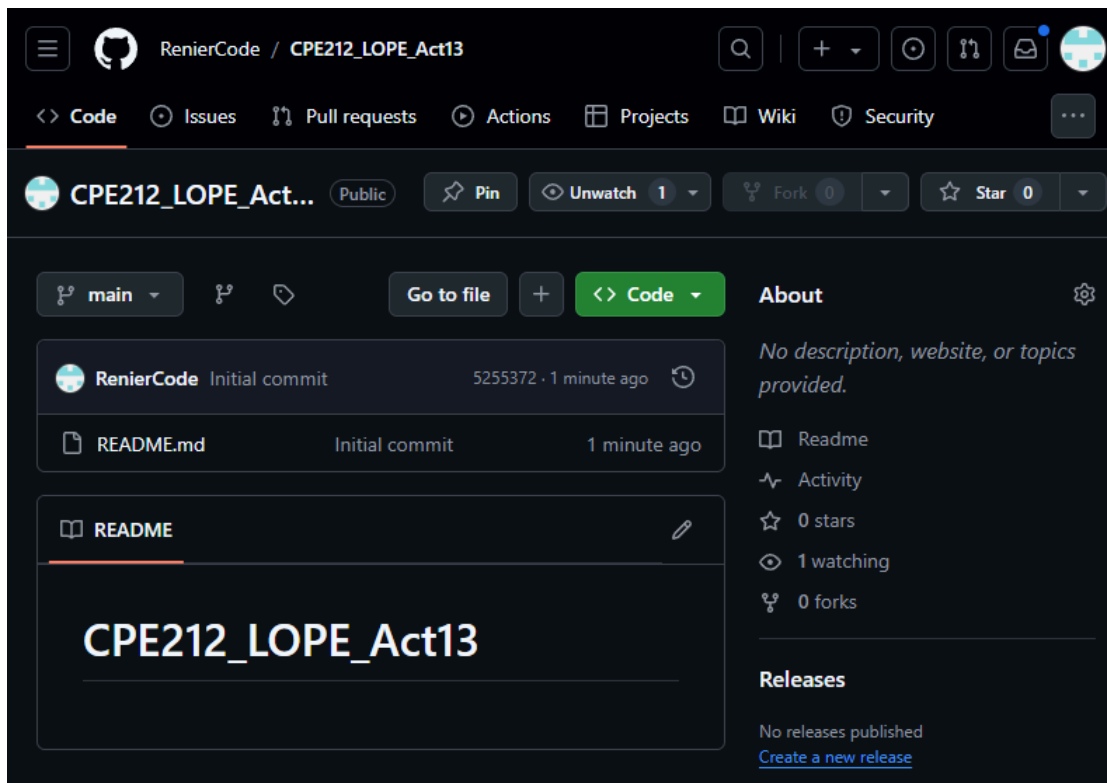 RenierCode / CPE212_LOPE_Act13
Code Issues Pull requests Actions Projects Wiki Security
CPE212_LOPE_Act... Public Pin Unwatch 1 Fork 0 Star 0
main Go to file + Code
RenierCode Initial commit 5255372 · 1 minute ago
README.md Initial commit 1 minute ago
README
CPE212_LOPE_Act13
About
No description, website, or topics
provided.
Readme
Activity
0 stars
1 watching
0 forks
Releases
No releases published
Create a new release